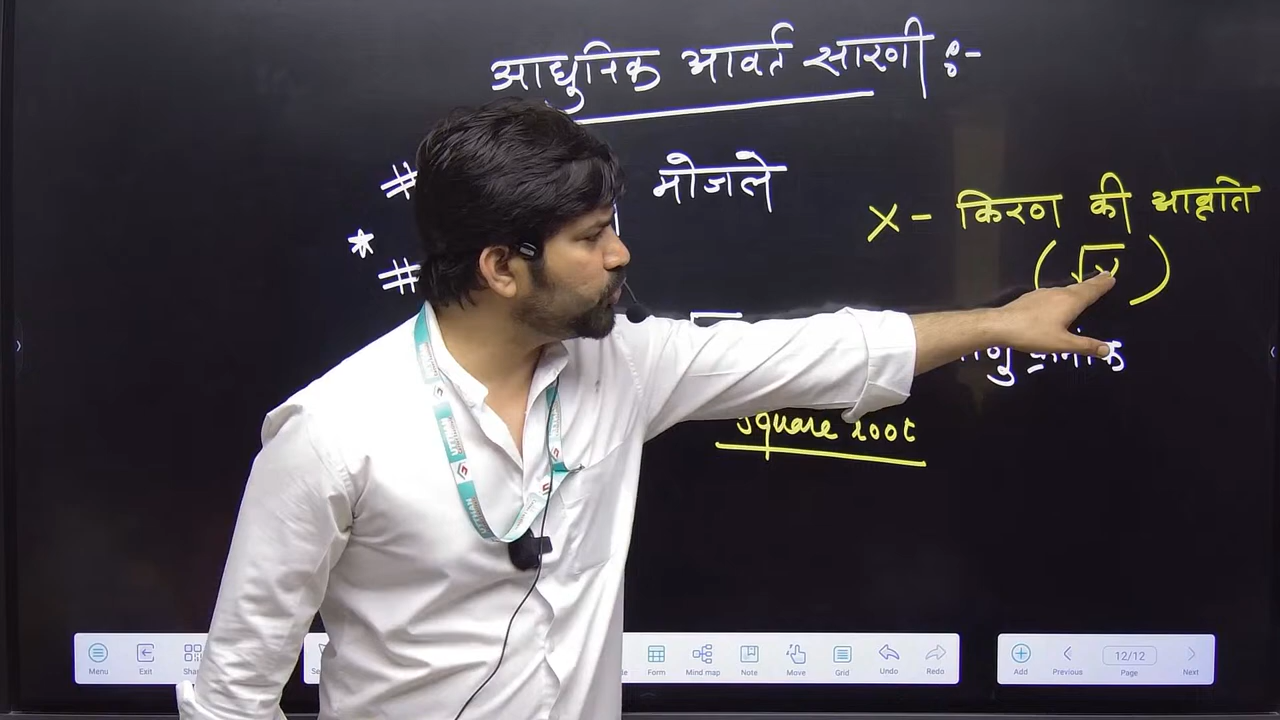 आधुनिक आवर्त सारणी :-
# मोजले
X - किरण की आवृति
*
(√ν)
#
square root
UTTHAN
Menu Exit Form Mind map Note Move Grid Undo Redo Add Previous 12/12 Page Next